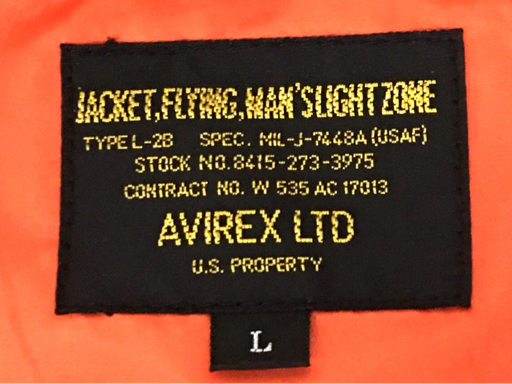 JACKET,FLYING,MAN'S LIGHT ZONE
TYPE L-2B SPEC. MIL-J-7448A (USAF)
STOCK NO. 8415-273-3975
CONTRACT NO. W 535 AC 17013
AVIREX LTD
U.S. PROPERTY
L